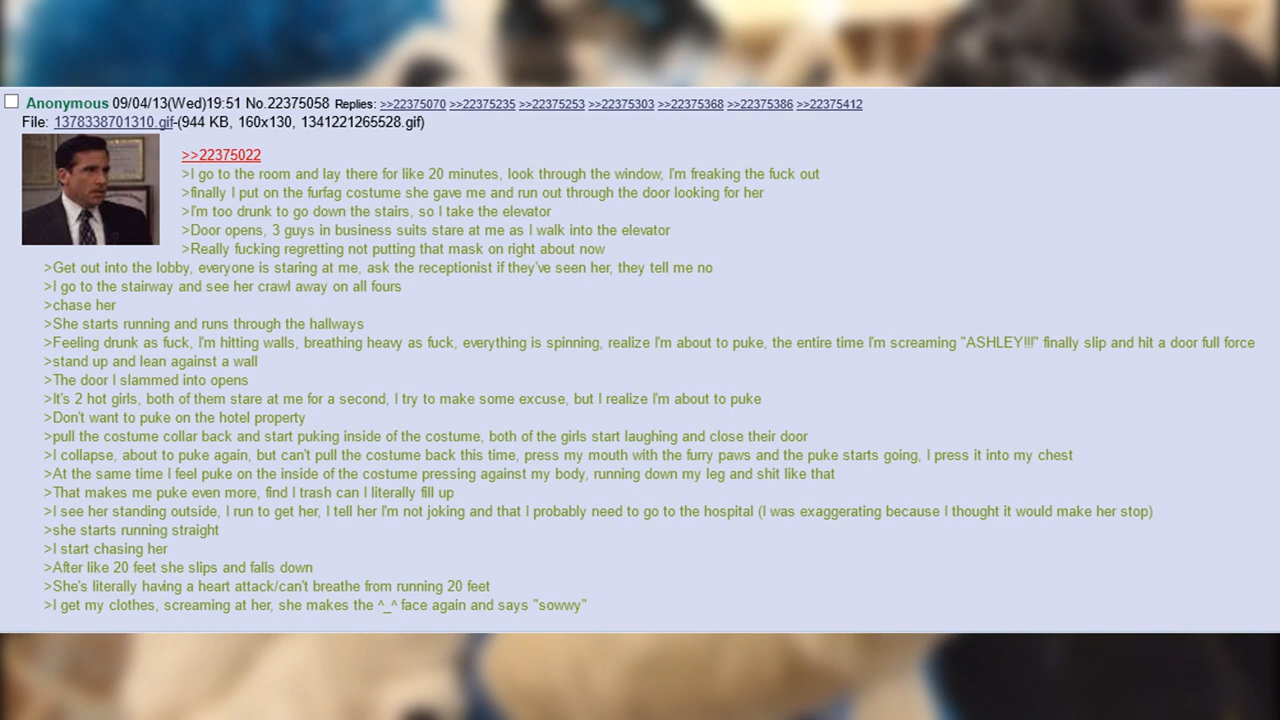 Anonymous 09/04/13(Wed)19:51 No.22375058 Replies: >>22375070 >>22375235 >>22375253 >>22375303 >>22375368 >>22375386 >>22375412
File: 1378338701310.gif-(944 KB, 160x130, 1341221265528.gif)
>>22375022
>I go to the room and lay there for like 20 minutes, look through the window, I'm freaking the fuck out
>finally I put on the furfag costume she gave me and run out through the door looking for her
>I'm too drunk to go down the stairs, so I take the elevator
>Door opens, 3 guys in business suits stare at me as I walk into the elevator
>Really fucking regretting not putting that mask on right about now
>Get out into the lobby, everyone is staring at me, ask the receptionist if they've seen her, they tell me no
>I go to the stairway and see her crawl away on all fours
>chase her
>She starts running and runs through the hallways
>Feeling drunk as fuck, I'm hitting walls, breathing heavy as fuck, everything is spinning, realize I'm about to puke, the entire time I'm screaming "ASHLEY!!!" finally slip and hit a door full force
>stand up and lean against a wall
>The door I slammed into opens
>It's 2 hot girls, both of them stare at me for a second, I try to make some excuse, but I realize I'm about to puke
>Don't want to puke on the hotel property
>pull the costume collar back and start puking inside of the costume, both of the girls start laughing and close their door
>I collapse, about to puke again, but can't pull the costume back this time, press my mouth with the furry paws and the puke starts going, I press it into my chest
>At the same time I feel puke on the inside of the costume pressing against my body, running down my leg and shit like that
>That makes me puke even more, find I trash can I literally fill up
>I see her standing outside, I run to get her, I tell her I'm not joking and that I probably need to go to the hospital (I was exaggerating because I thought it would make her stop)
>she starts running straight
>I start chasing her
>After like 20 feet she slips and falls down
>She's literally having a heart attack/can't breathe from running 20 feet
>I get my clothes, screaming at her, she makes the ^_^ face again and says "sowwy"